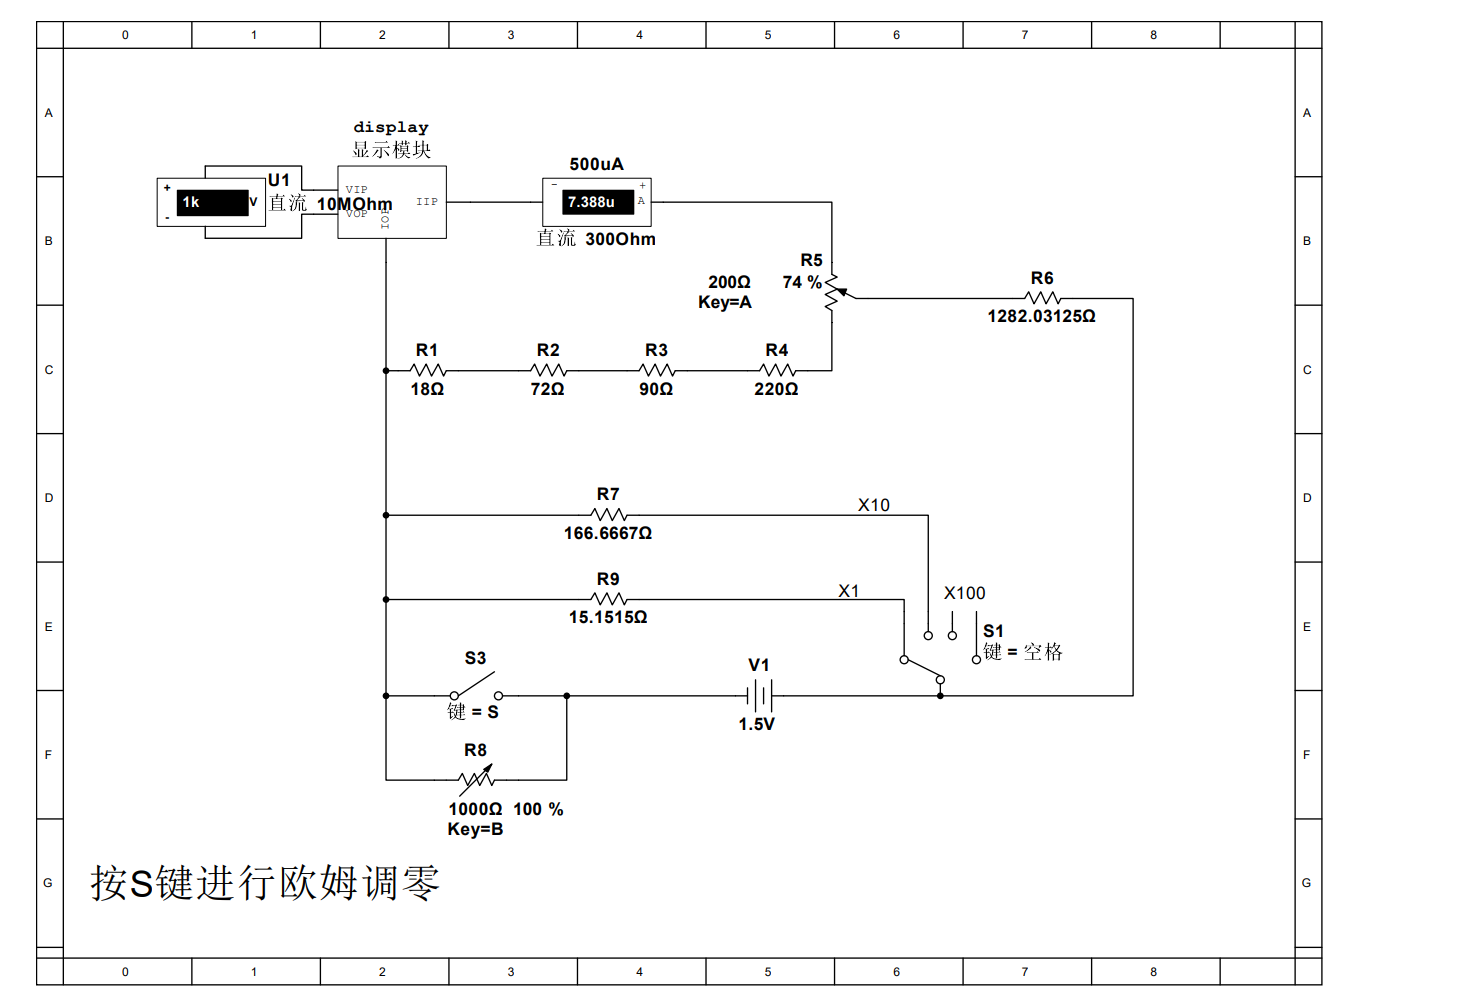 0 1 2 3 4 5 6 7 8
A A
display
显示模块
500uA
+ 1k V -
U1
直流 10MOhm
VIP
VOP
IOE
IIP
- +
7.388u A
直流 300Ohm
B B
R5
200Ω 74 %
Key=A
R6
1282.03125Ω
R1 R2 R3 R4
C C
18Ω 72Ω 90Ω 220Ω
D D
R7
X10
166.6667Ω
R9
X1 X100
15.1515Ω
E E
S1
键 = 空格
S3
键 = S
V1
1.5V
R8
F F
1000Ω 100 %
Key=B
G G
按S键进行欧姆调零
0 1 2 3 4 5 6 7 8